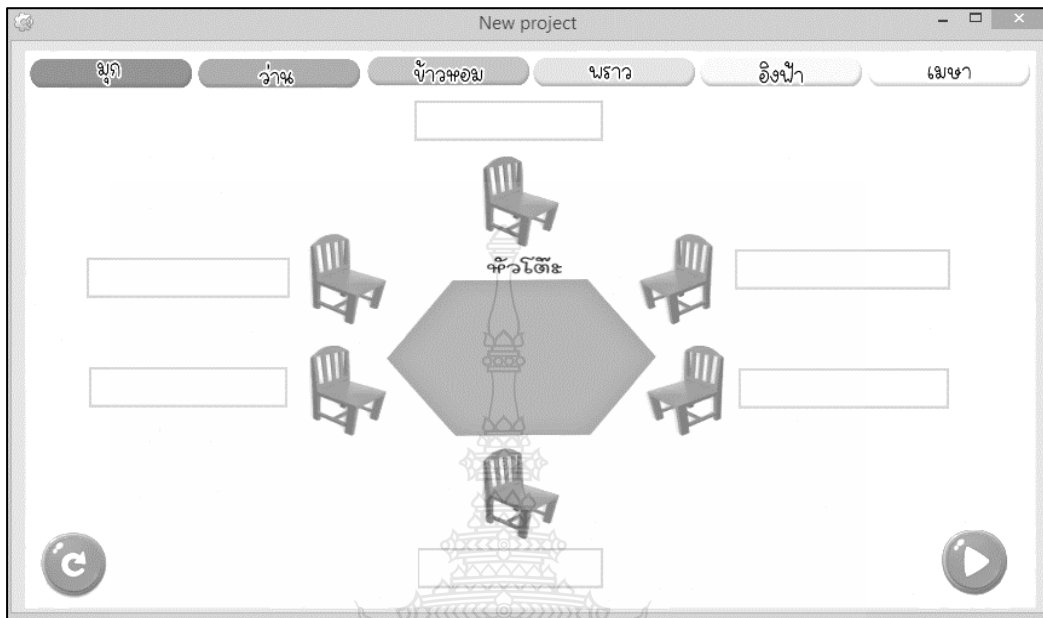 New project
มุก ว่าน ข้าวหอม พราว อิงฟ้า เมษา
หัวโต๊ะ